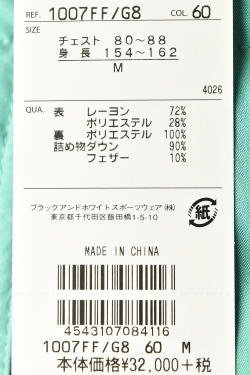 REF. 1007FF/G8 COL. 60
SIZE
チェスト 80~88
身長 154~162
M
4026
QUA. 表 レーヨン 72%
ポリエステル 28%
裏 ポリエステル 100%
詰め物ダウン 90%
フェザー 10%
ブラックアンドホワイトスポーツウェア(株)
東京都千代田区飯田橋1-5-10
紙
MADE IN CHINA
4543107084116
1007FF/G8 60 M
本体価格¥32,000+税